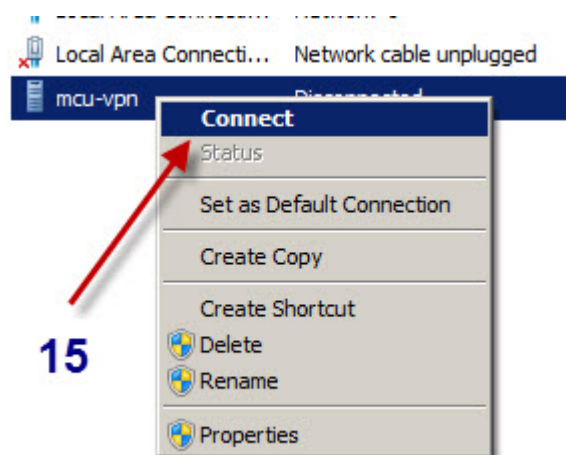 Local Area Connecti... Network cable unplugged
mcu-vpn Disconnected
Connect
Status
Set as Default Connection
Create Copy
Create Shortcut
15
Delete
Rename
Properties